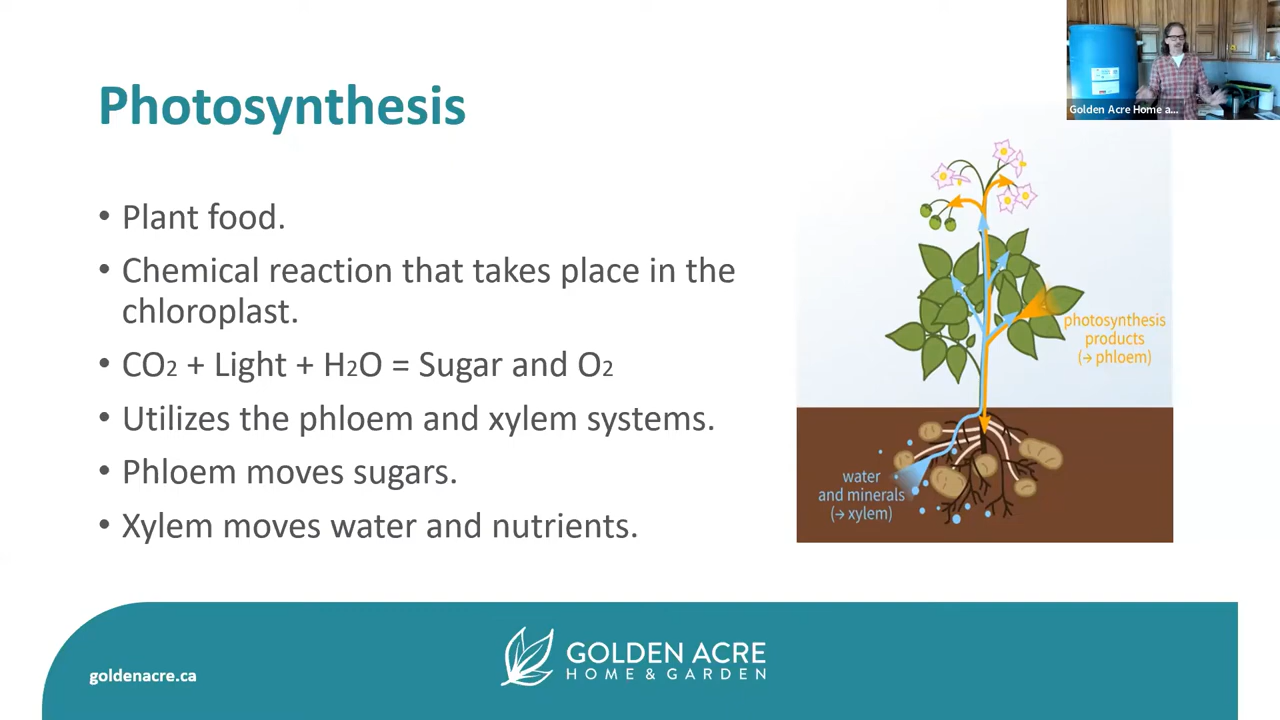 Golden Acre Home a...
Photosynthesis
• Plant food.
• Chemical reaction that takes place in the
chloroplast.
• CO₂ + Light + H₂O = Sugar and O₂
• Utilizes the phloem and xylem systems.
• Phloem moves sugars.
• Xylem moves water and nutrients.
photosynthesis
products
(→ phloem)
water
and minerals
(→ xylem)
goldenacre.ca
GOLDEN ACRE
HOME & GARDEN